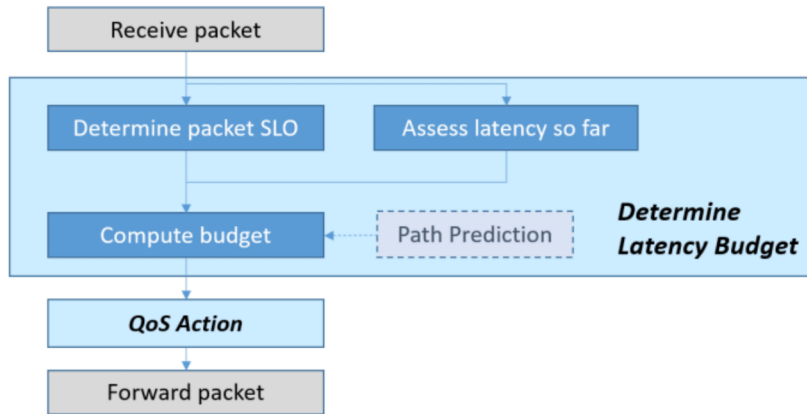 Receive packet
Determine packet SLO
Assess latency so far
Compute budget
Path Prediction
Determine
Latency Budget
QoS Action
Forward packet